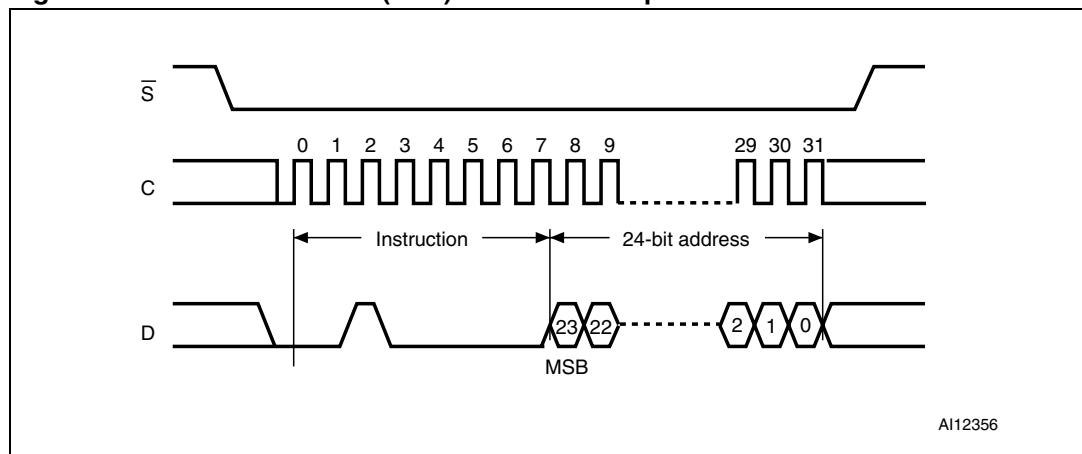 S
0 1 2 3 4 5 6 7 8 9 29 30 31
C
Instruction 24-bit address
D
23 22 2 1 0
MSB
AI12356